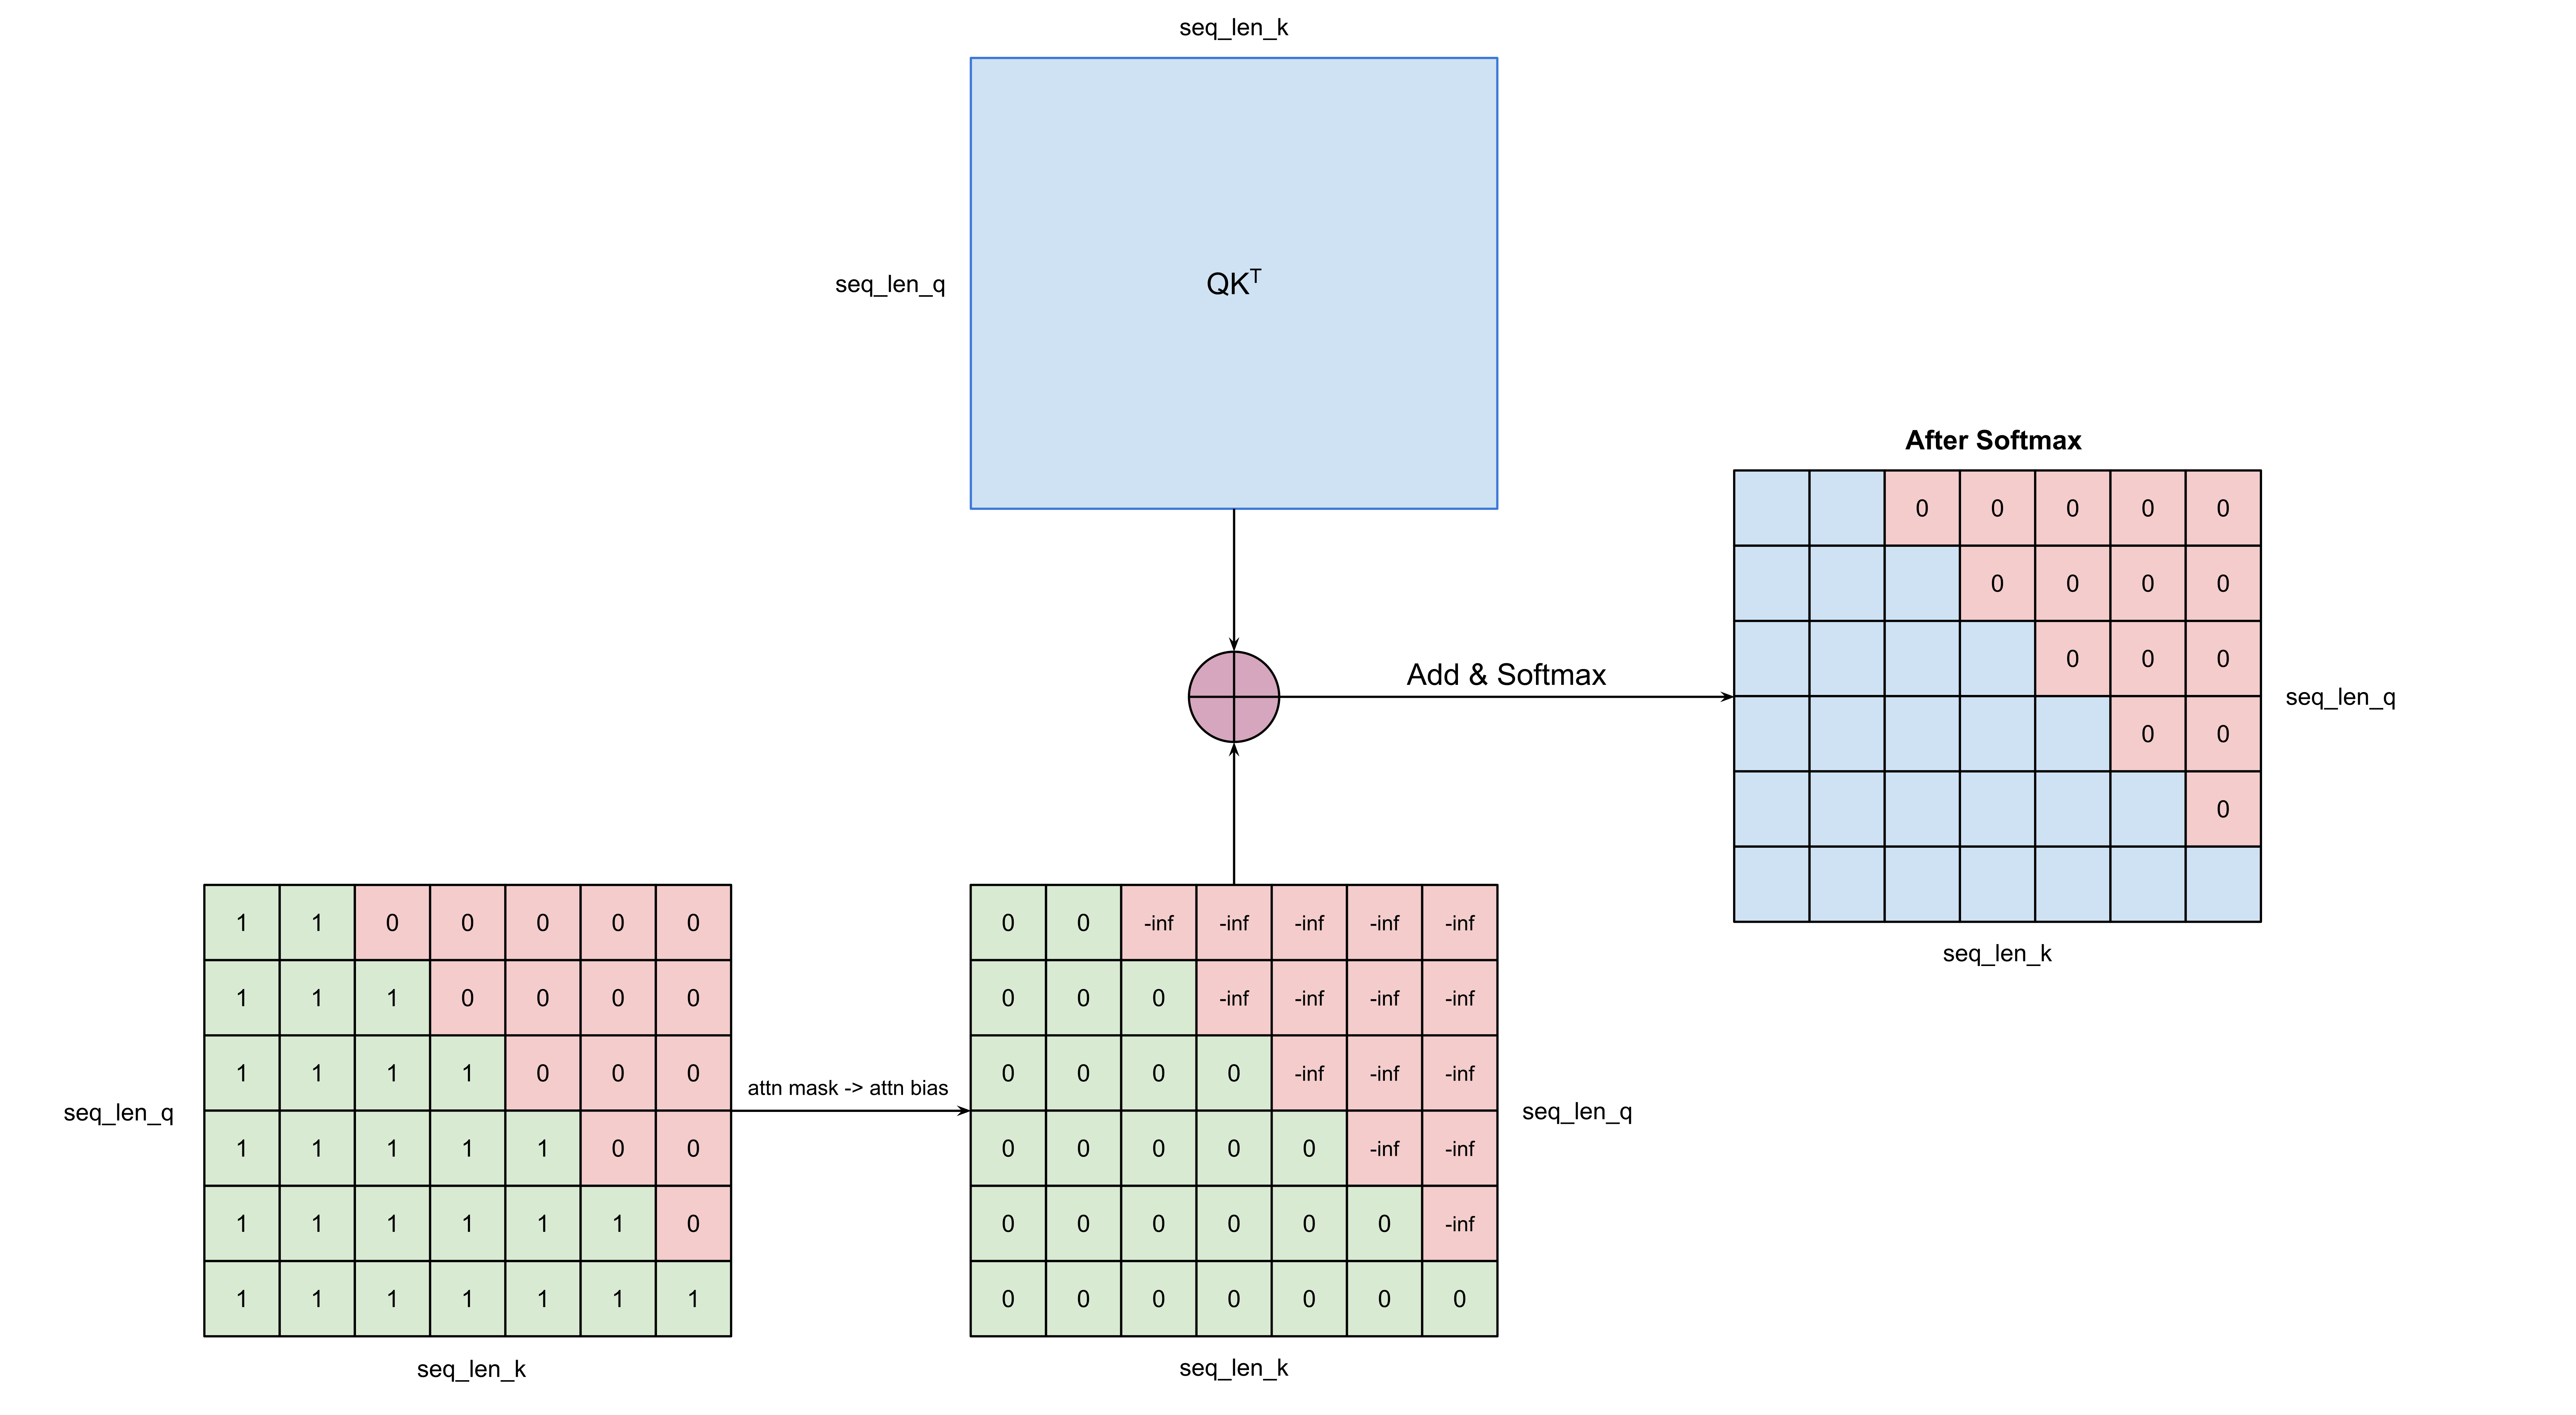 seq_len_k
seq_len_q
QKᵀ
After Softmax
0 0 0 0 0
0 0 0 0
0 0 0
0 0
0
seq_len_q
seq_len_k
Add & Softmax
1 1 0 0 0 0 0
1 1 1 0 0 0 0
1 1 1 1 0 0 0
1 1 1 1 1 0 0
1 1 1 1 1 1 0
1 1 1 1 1 1 1
seq_len_q
seq_len_k
attn mask -> attn bias
0 0 -inf -inf -inf -inf -inf
0 0 0 -inf -inf -inf -inf
0 0 0 0 -inf -inf -inf
0 0 0 0 0 -inf -inf
0 0 0 0 0 0 -inf
0 0 0 0 0 0 0
seq_len_q
seq_len_k